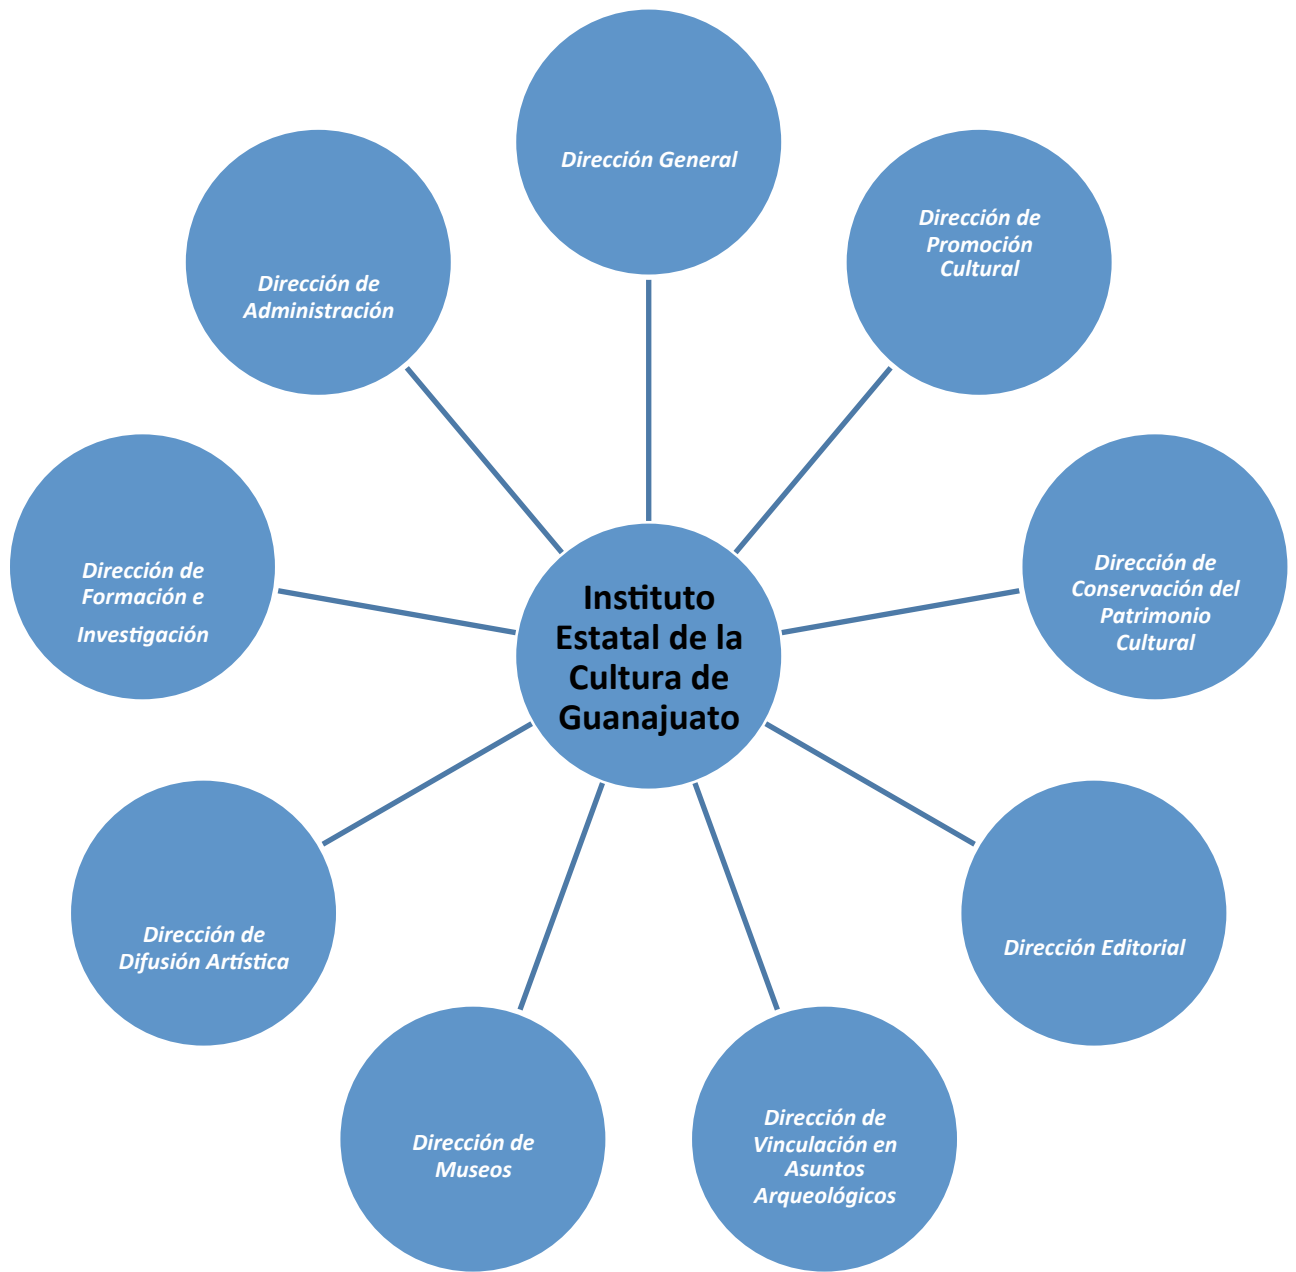 Dirección General
Dirección de
Promoción
Cultural
Dirección de
Administración
Dirección de
Conservación del
Patrimonio
Cultural
Dirección de
Formación e
Investigación
Instituto
Estatal de la
Cultura de
Guanajuato
Dirección Editorial
Dirección de
Difusión Artística
Dirección de
Vinculación en
Asuntos
Arqueológicos
Dirección de
Museos